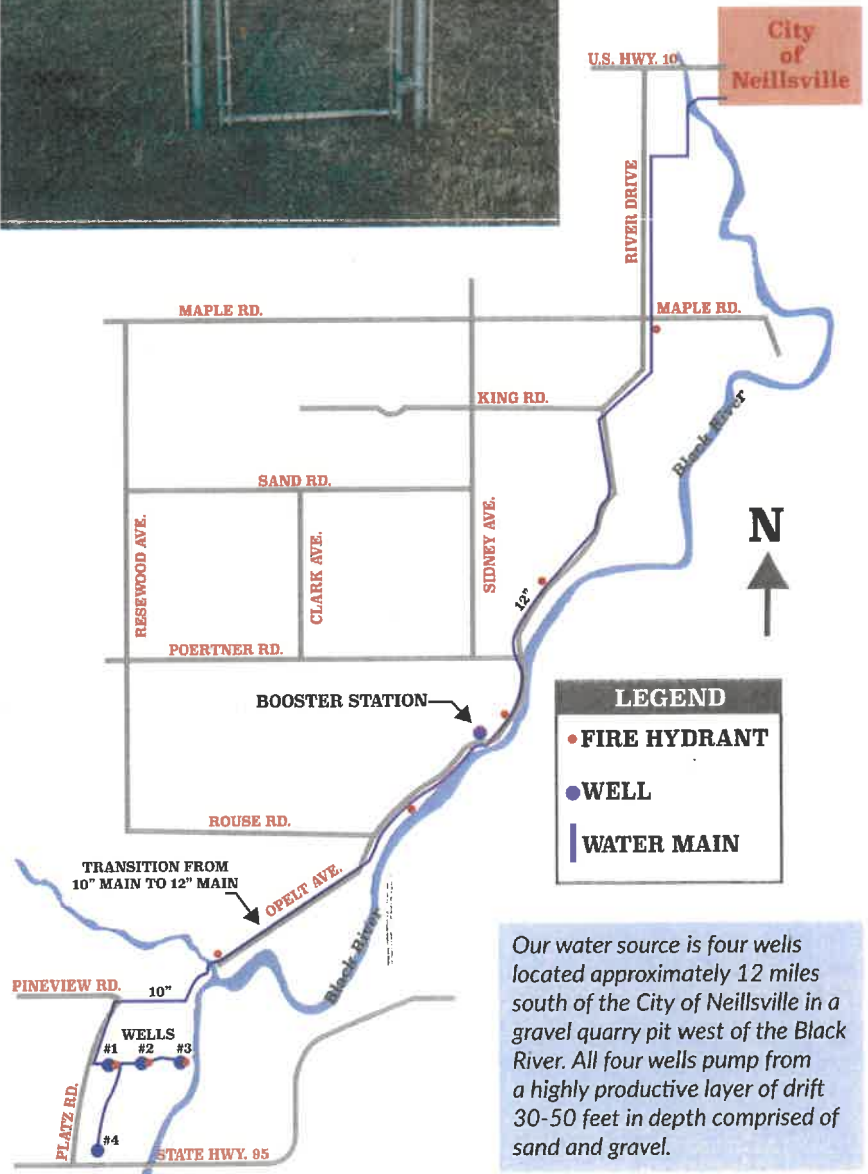 City
of
Neillsville
U.S. HWY. 10
RIVER DRIVE
MAPLE RD.
MAPLE RD.
KING RD.
Black River
SAND RD.
RESEWOOD AVE.
CLARK AVE.
SIDNEY AVE.
N
12"
POERTNER RD.
BOOSTER STATION
LEGEND
FIRE HYDRANT
WELL
WATER MAIN
ROUSE RD.
TRANSITION FROM
10" MAIN TO 12" MAIN
OPELT AVE.
Black River
PINEVIEW RD.
10"
WELLS
#1 #2 #3
PLATZ RD.
#4
STATE HWY. 95
Our water source is four wells
located approximately 12 miles
south of the City of Neillsville in a
gravel quarry pit west of the Black
River. All four wells pump from
a highly productive layer of drift
30-50 feet in depth comprised of
sand and gravel.